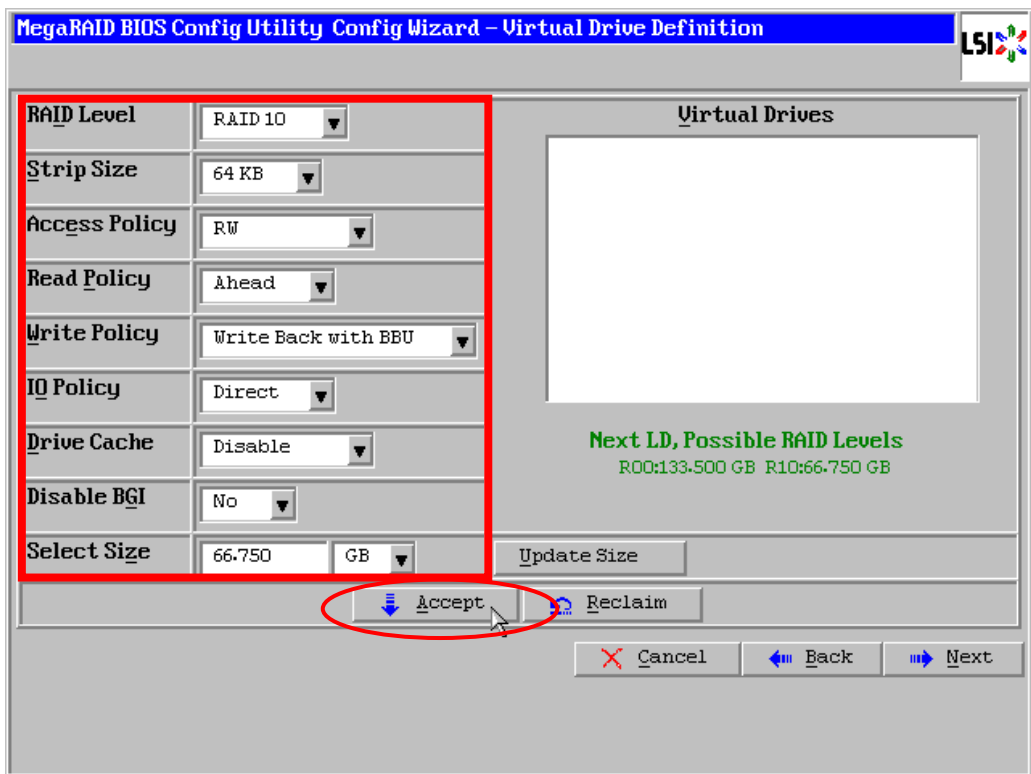 MegaRAID BIOS Config Utility Config Wizard – Virtual Drive Definition
LSI
RAID Level
RAID 10
Strip Size
64 KB
Access Policy
RW
Read Policy
Ahead
Write Policy
Write Back with BBU
IO Policy
Direct
Drive Cache
Disable
Disable BGI
No
Select Size
66.750
GB
Virtual Drives
Next LD, Possible RAID Levels
R00:133.500 GB R10:66.750 GB
Update Size
Accept
Reclaim
Cancel
Back
Next